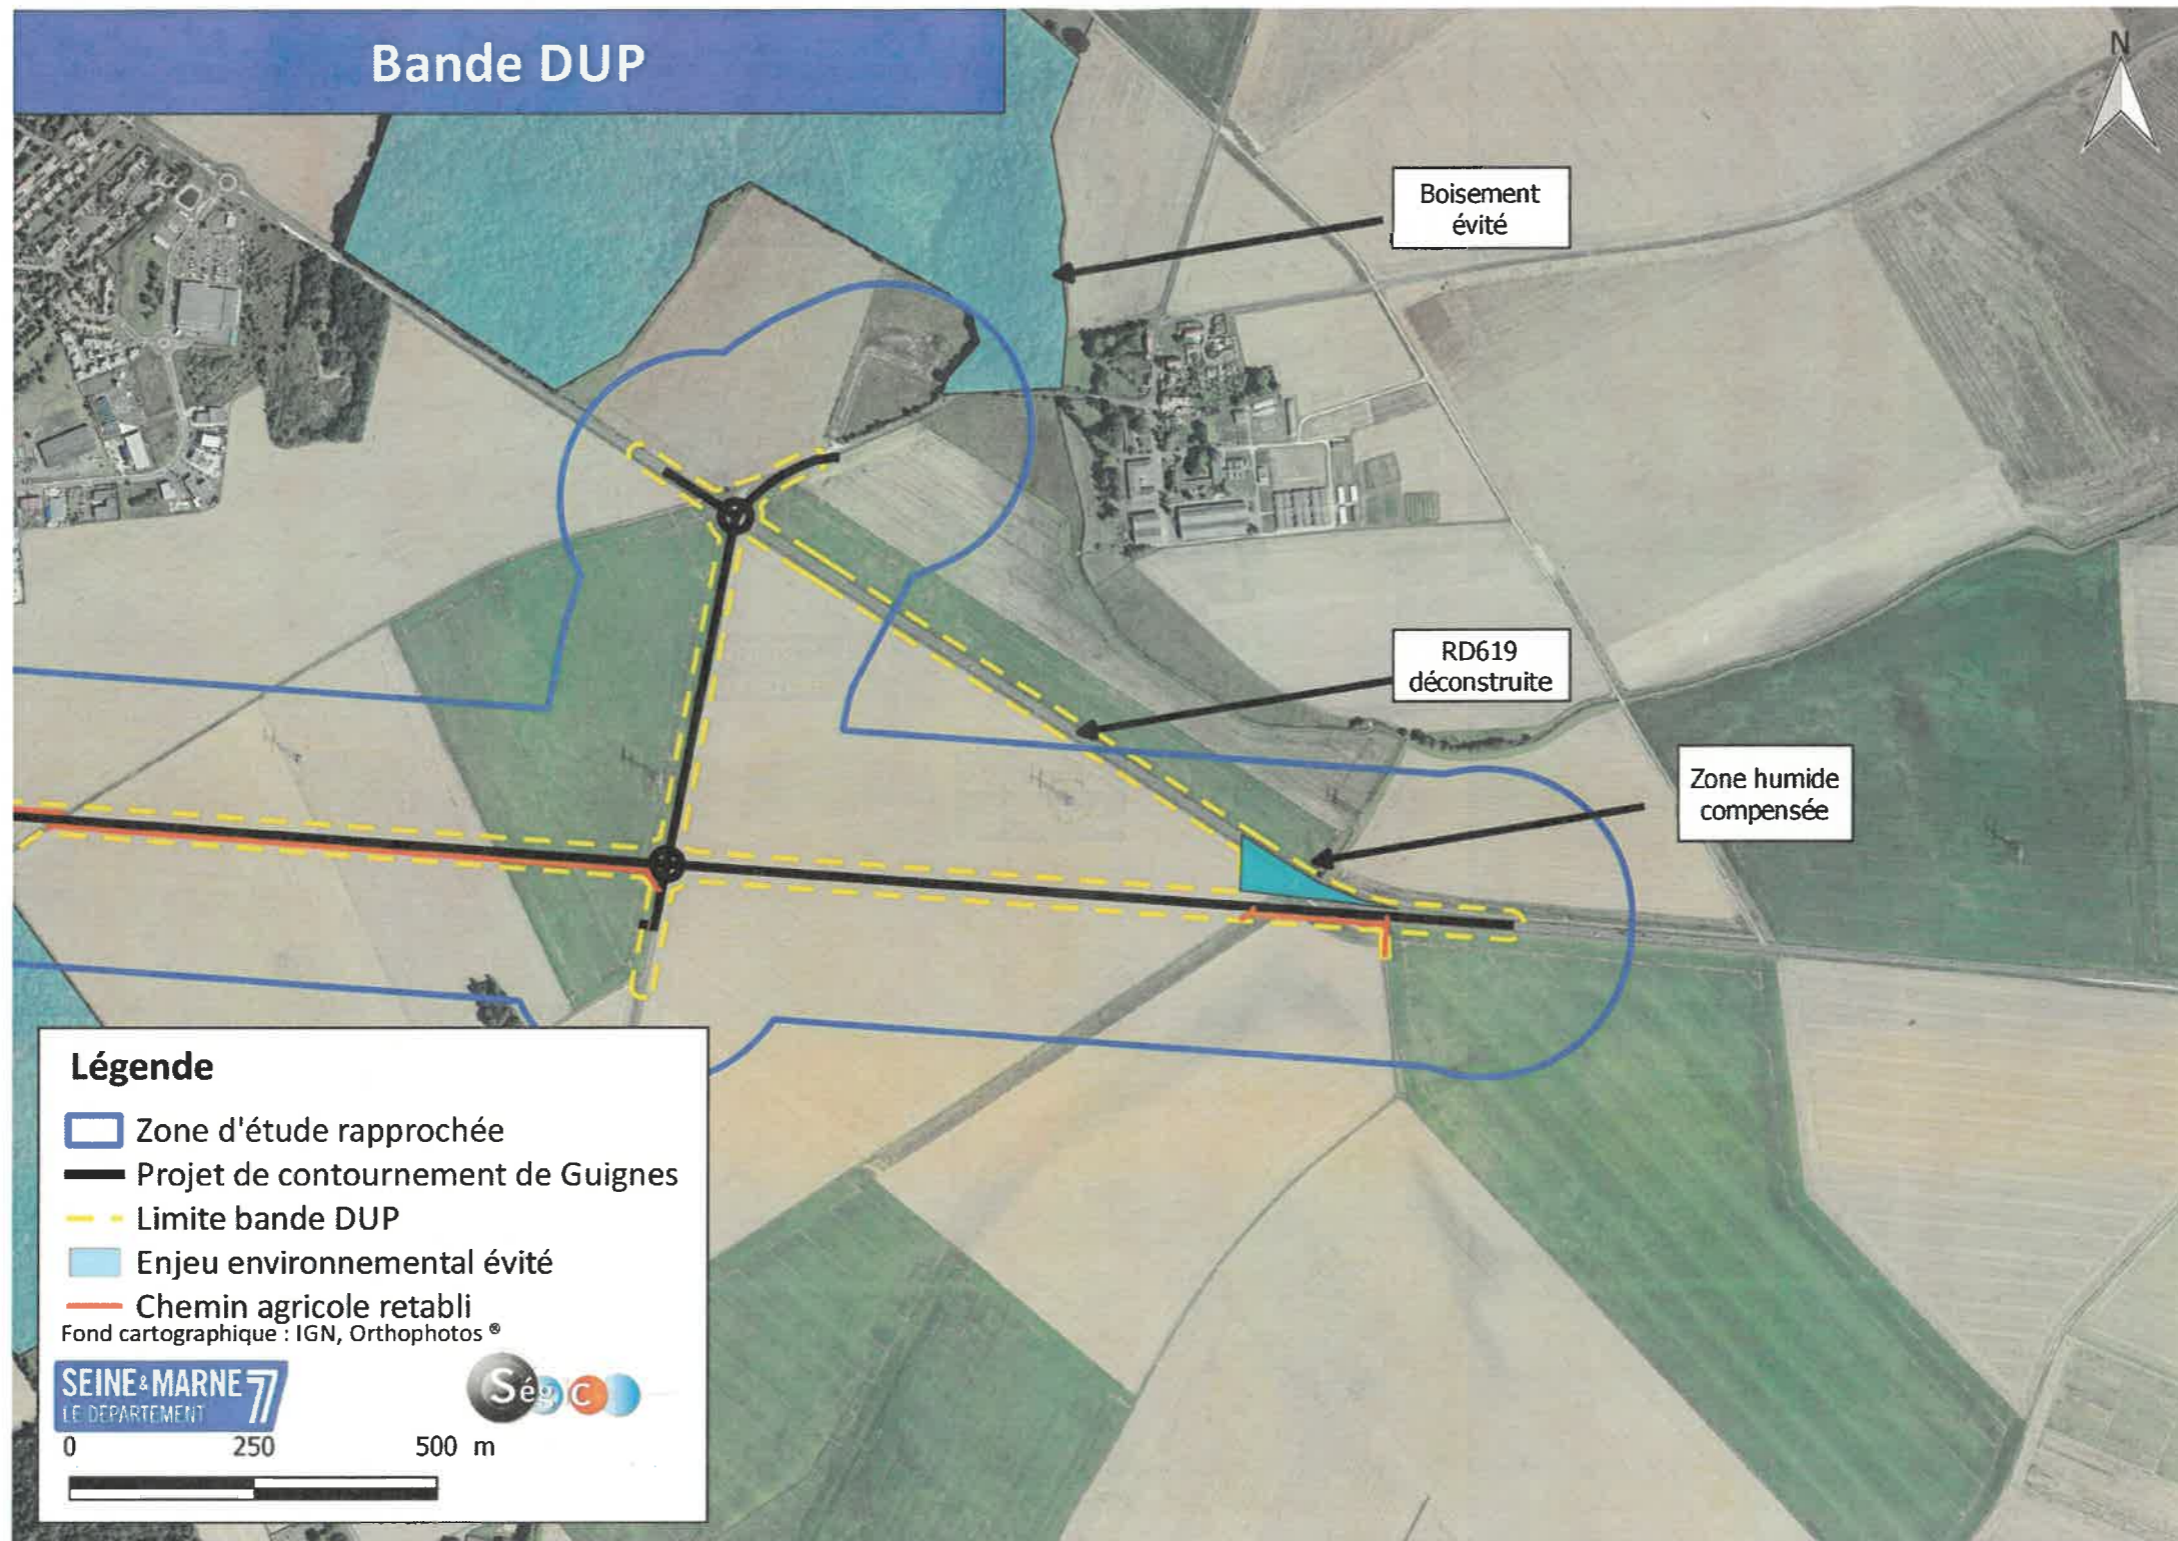 Bande DUP
N
Boisement
évité
RD619
déconstruite
Zone humide
compensée
Légende
Zone d'étude rapprochée
Projet de contournement de Guignes
Limite bande DUP
Enjeu environnemental évité
Chemin agricole retabli
Fond cartographique : IGN, Orthophotos ®
SEINE & MARNE 77
LE DEPARTEMENT
Ségic
0 250 500 m